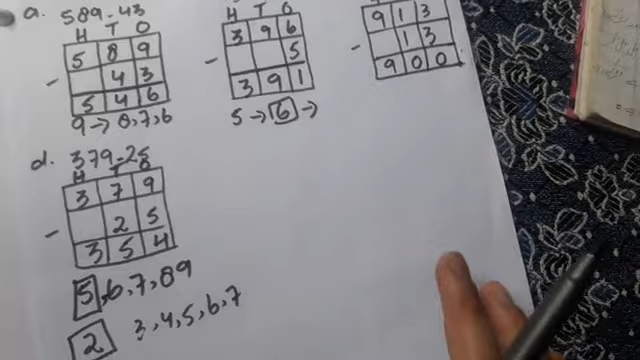 a. 589-43
H T O
5 8 9
- 4 3
5 4 6
9 → 8,7,6
H T O
3 9 6
- 5
3 9 1
5 → 6 →
9 1 3
- 1 3
9 0 0
d. 379-25
H T O
3 7 9
- 2 5
3 5 4
5,6,7,89
2 3,4,5,6,7